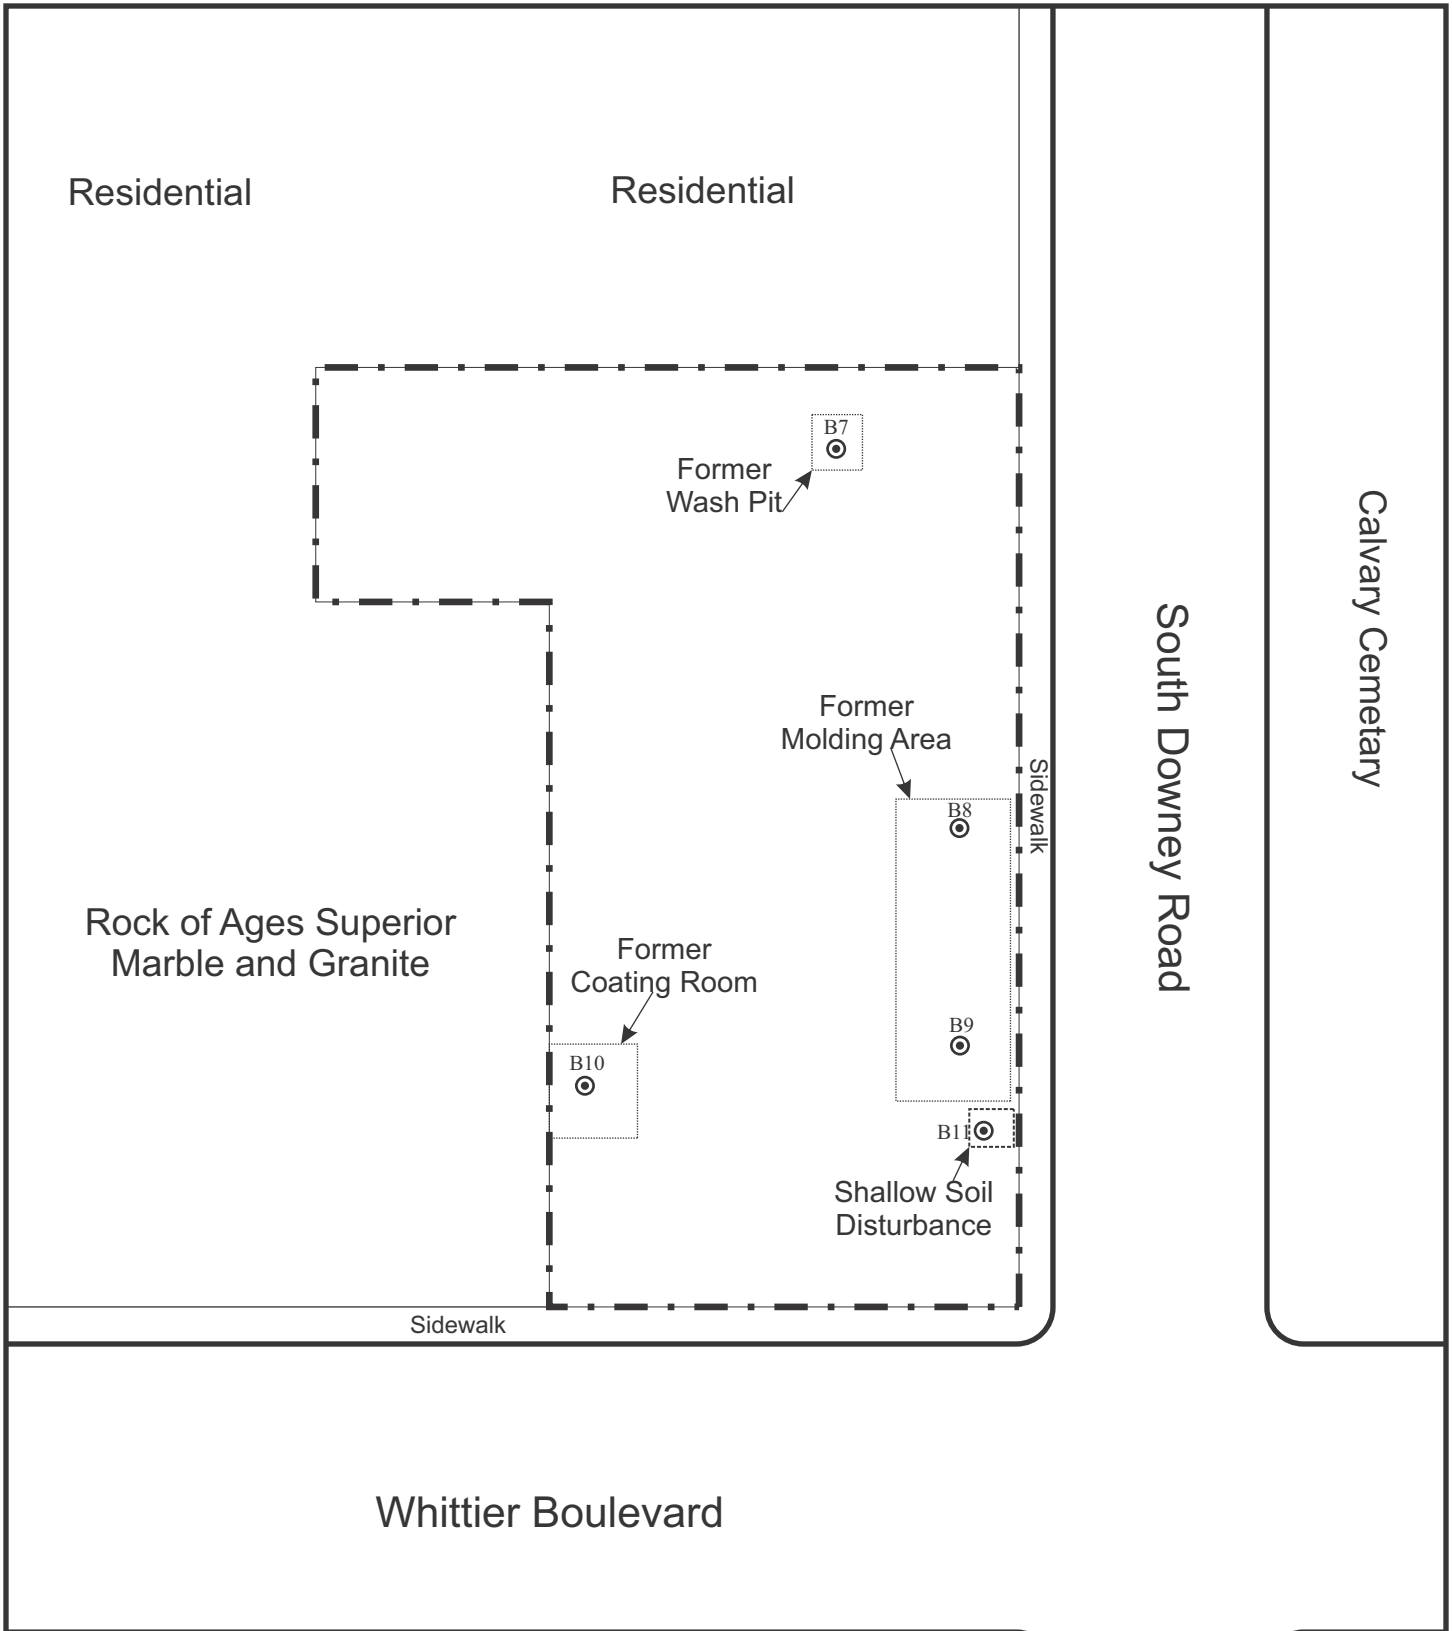 Residential
Residential
B7
Former
Wash Pit
Calvary Cemetary
South Downey Road
Former
Molding Area
Sidewalk
B8
Rock of Ages Superior
Marble and Granite
Former
Coating Room
B9
B10
B11
Shallow Soil
Disturbance
Sidewalk
Whittier Boulevard